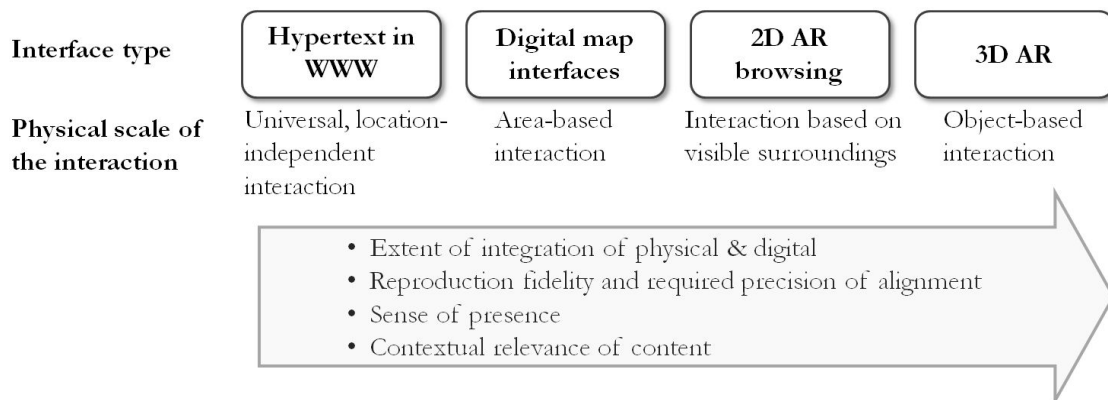 Interface type
Hypertext in
WWW
Digital map
interfaces
2D AR
browsing
3D AR
Physical scale of
the interaction
Universal, location-
independent
interaction
Area-based
interaction
Interaction based on
visible surroundings
Object-based
interaction
• Extent of integration of physical & digital
• Reproduction fidelity and required precision of alignment
• Sense of presence
• Contextual relevance of content